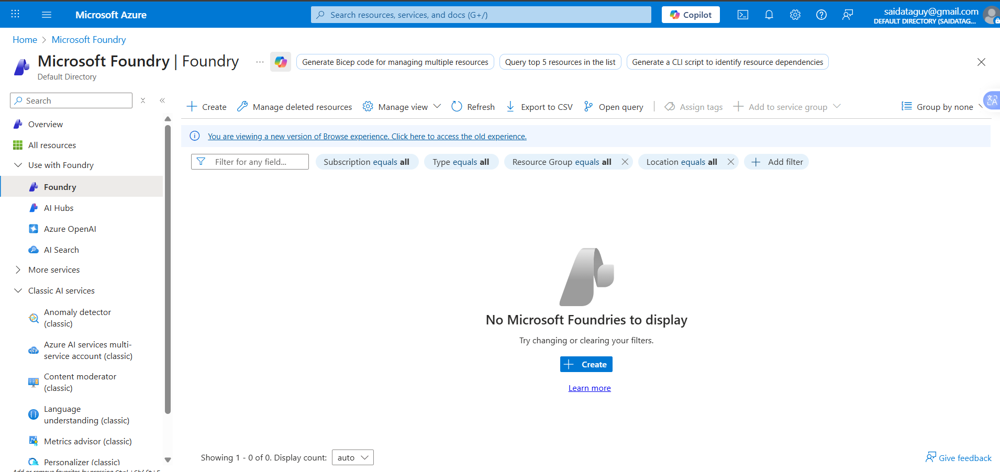 Microsoft Azure
Search resources, services, and docs (G+/)
Copilot
saidataguy@gmail.com
DEFAULT DIRECTORY (SAIDATAG...
Home > Microsoft Foundry
Microsoft Foundry | Foundry
...
Generate Bicep code for managing multiple resources
Query top 5 resources in the list
Generate a CLI script to identify resource dependencies
Default Directory
Search
Overview
All resources
Use with Foundry
Foundry
AI Hubs
Azure OpenAI
AI Search
More services
Classic AI services
Anomaly detector
(classic)
Azure AI services multi-
service account (classic)
Content moderator
(classic)
Language
understanding (classic)
Metrics advisor (classic)
Personalizer (classic)
Add or remove favorites by pressing Ctrl+Shift+F
Create
Manage deleted resources
Manage view
Refresh
Export to CSV
Open query
Assign tags
Add to service group
Group by none
You are viewing a new version of Browse experience. Click here to access the old experience.
Filter for any field...
Subscription equals all
Type equals all
Resource Group equals all
Location equals all
Add filter
No Microsoft Foundries to display
Try changing or clearing your filters.
Create
Learn more
Showing 1 - 0 of 0. Display count:
auto
Give feedback